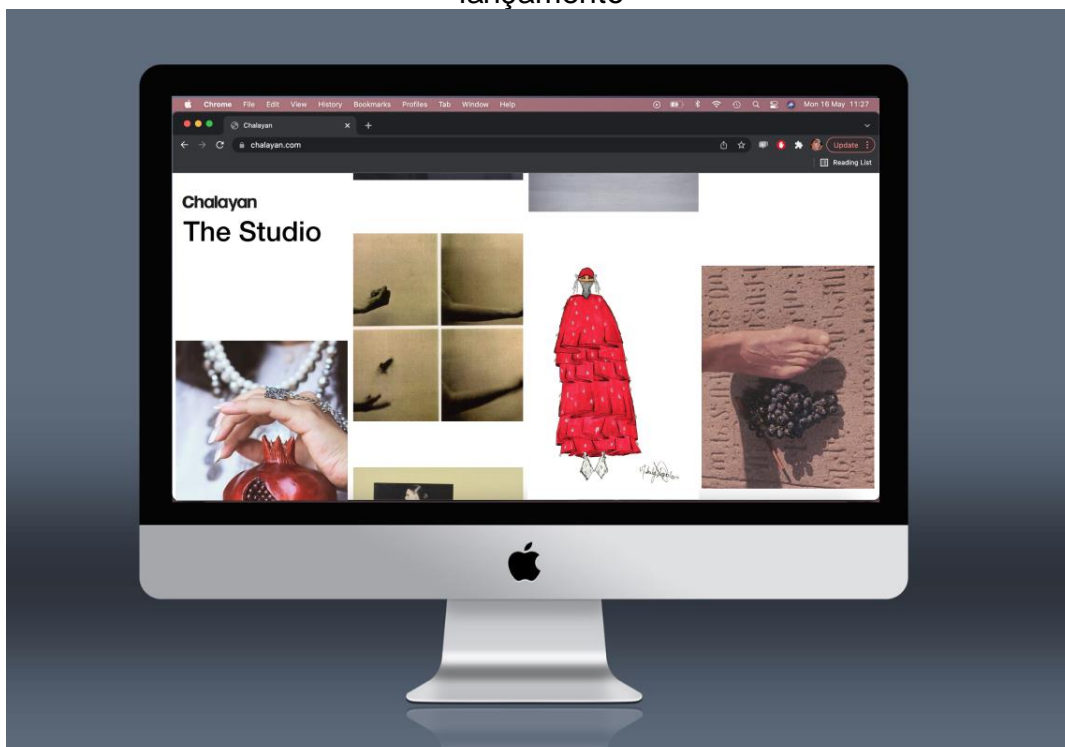 lançamento
Chrome File Edit View History Bookmarks Profiles Tab Window Help Mon 16 May 11:27
Chalayan
chalayan.com Update
Reading List
Chalayan
The Studio